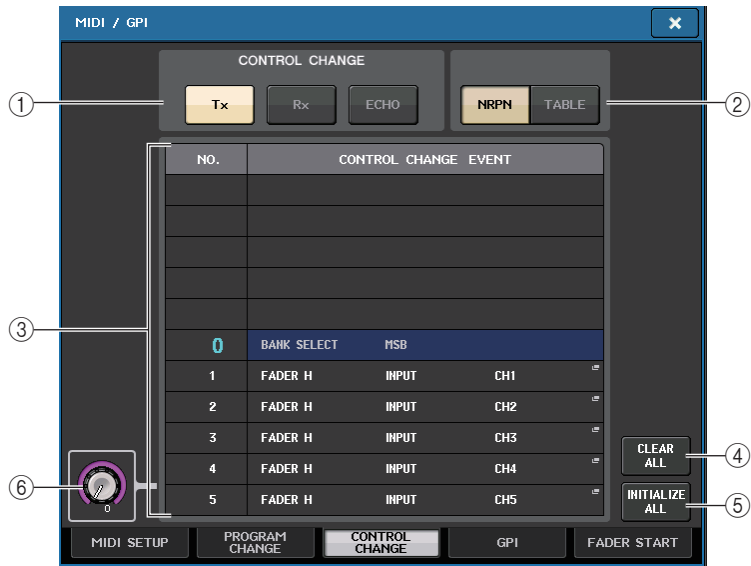 MIDI / GPI
×
CONTROL CHANGE
① Tx Rx ECHO NRPN TABLE ②
NO. CONTROL CHANGE EVENT
③ 0 BANK SELECT MSB
1 FADER H INPUT CH1
2 FADER H INPUT CH2
3 FADER H INPUT CH3
4 FADER H INPUT CH4
5 FADER H INPUT CH5
CLEAR
ALL ④
INITIALIZE
ALL ⑤
⑥ 0
MIDI SETUP
PROGRAM
CHANGE
CONTROL
CHANGE
GPI
FADER START